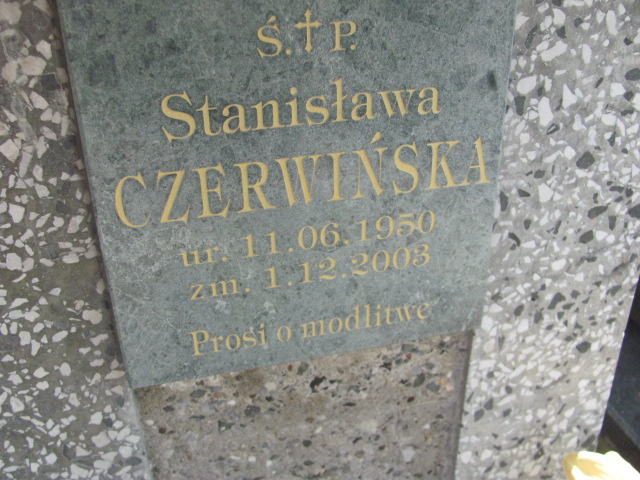 Ś.†P.
Stanisława
CZERWIŃSKA
ur. 11.06.1950
zm. 1.12.2003
Prosi o modlitwę